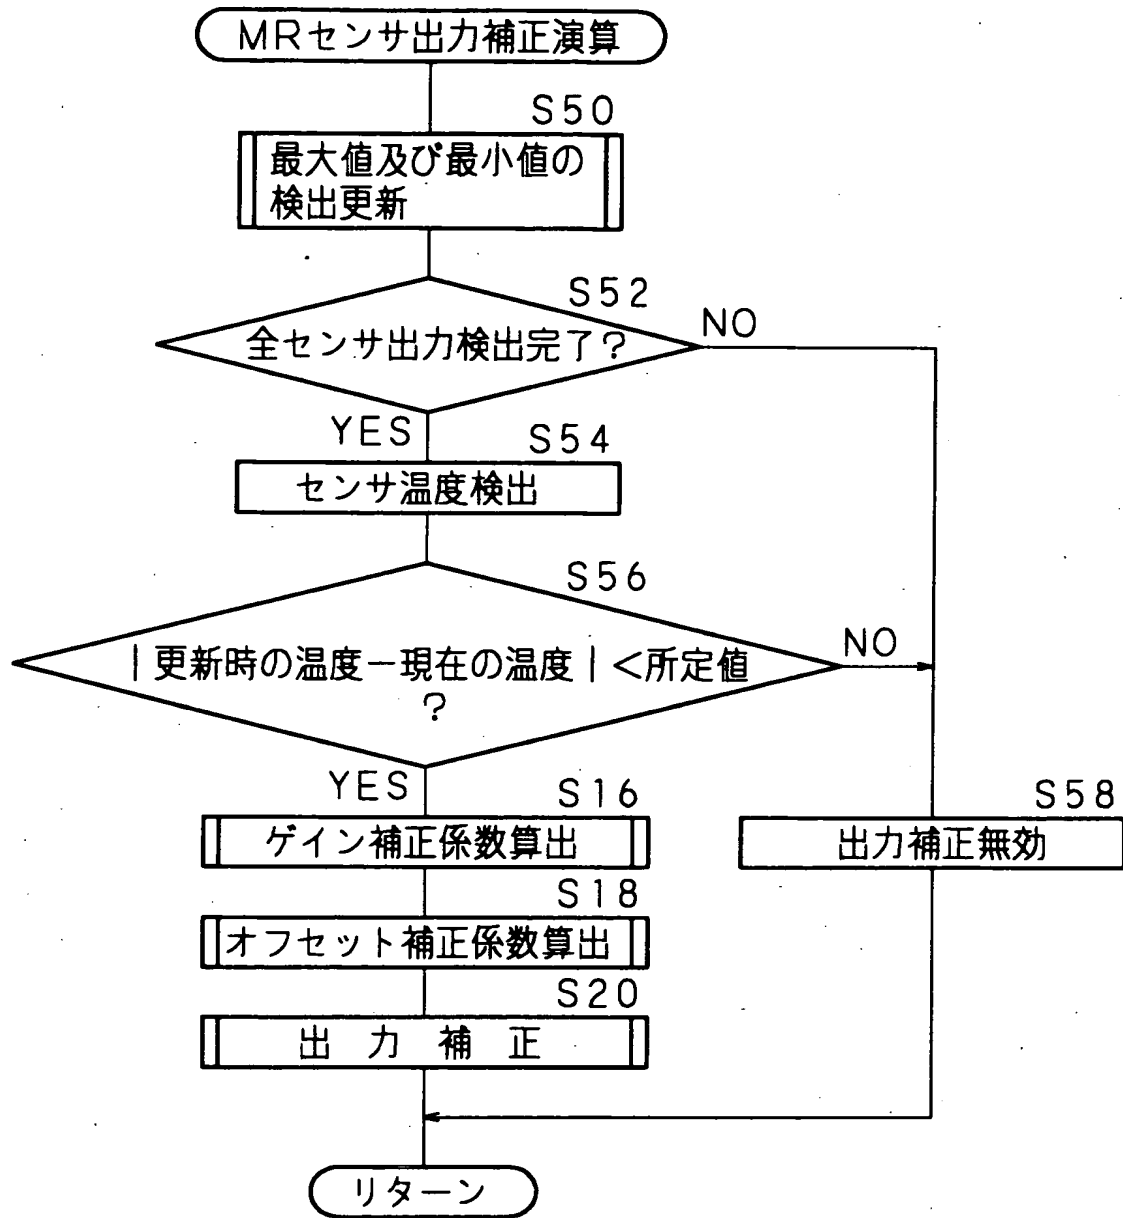 MRセンサ出力補正演算
S50
最大値及び最小値の
検出更新
S52
全センサ出力検出完了?
NO
YES
S54
センサ温度検出
S56
|更新時の温度-現在の温度|<所定値
?
NO
YES
S16
ゲイン補正係数算出
S58
出力補正無効
S18
オフセット補正係数算出
S20
出力補正
リターン